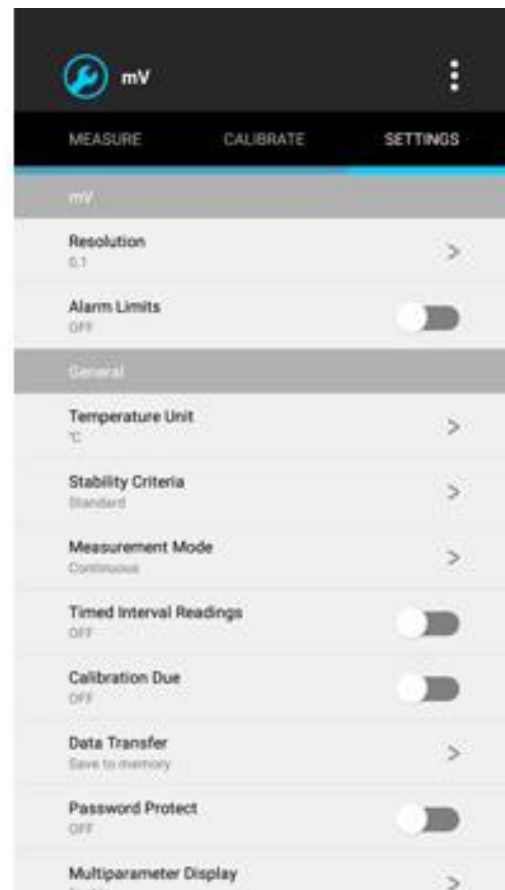 mV
MEASURE CALIBRATE SETTINGS
mV
Resolution
0.1
Alarm Limits
OFF
General
Temperature Unit
°C
Stability Criteria
Standard
Measurement Mode
Continuous
Timed Interval Readings
OFF
Calibration Due
OFF
Data Transfer
Save to memory
Password Protect
OFF
Multiparameter Display